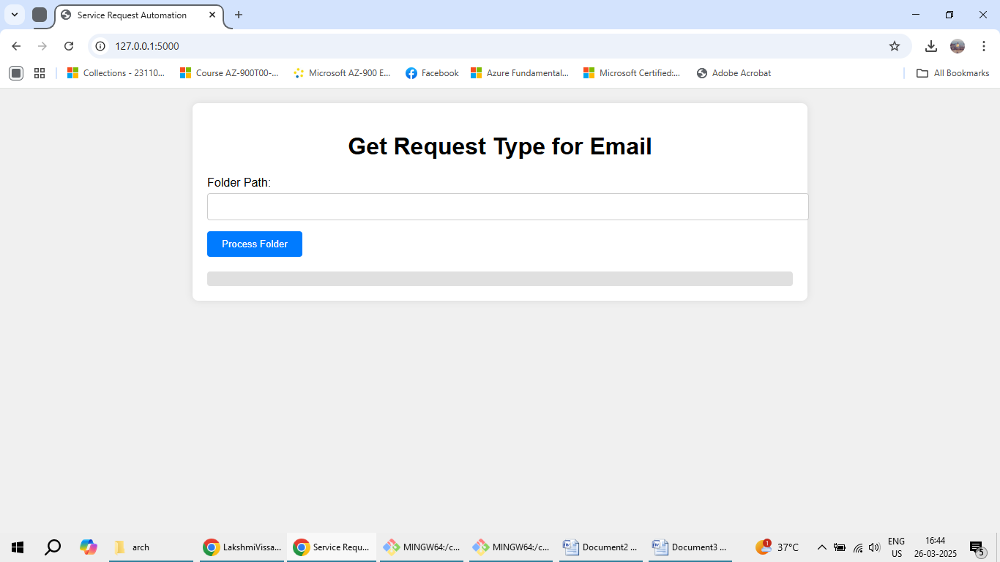 Service Request Automation
127.0.0.1:5000
Collections - 23110... Course AZ-900T00-... Microsoft AZ-900 E... Facebook Azure Fundamental... Microsoft Certified:... Adobe Acrobat All Bookmarks
Get Request Type for Email
Folder Path:
Process Folder
arch LakshmiVissa... Service Requ... MINGW64:/c... MINGW64:/c... Document2 ... Document3 ... 1 37°C ENG 16:44
US 26-03-2025 5